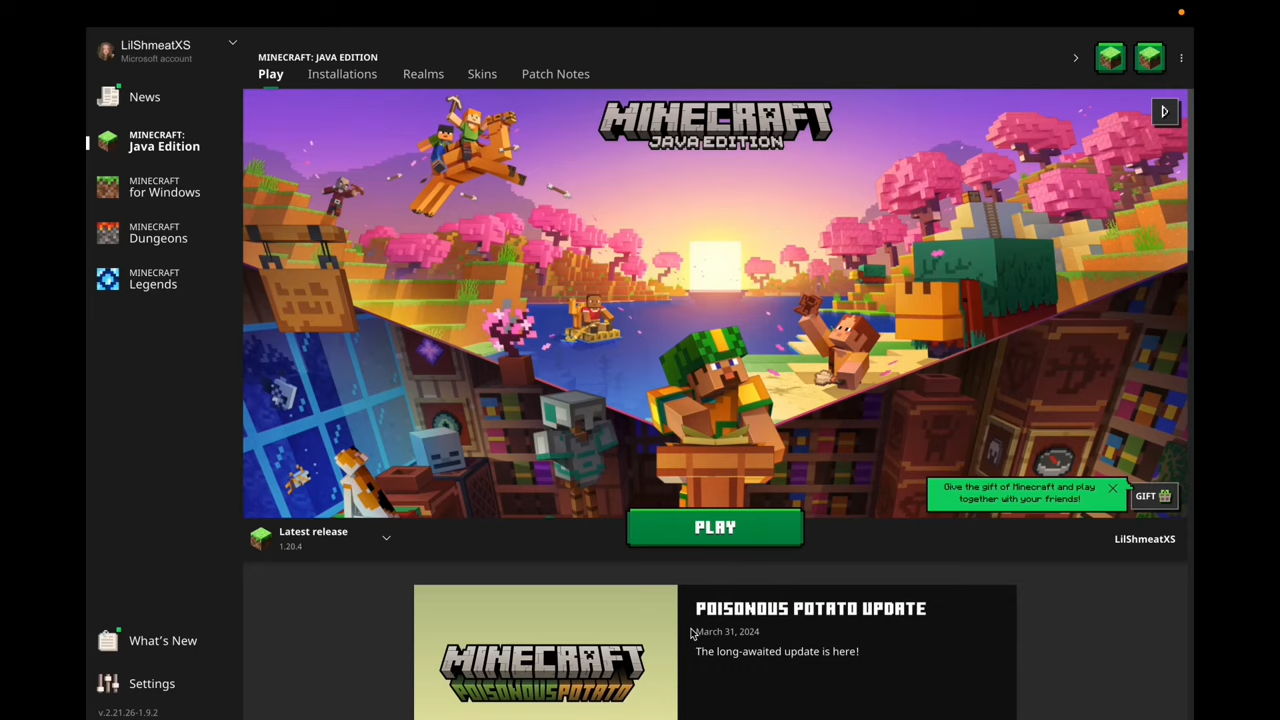 LilShmeatXS
Microsoft account
News
MINECRAFT:
Java Edition
MINECRAFT
for Windows
MINECRAFT
Dungeons
MINECRAFT
Legends
What's New
Settings
v.2.21.26-1.9.2
MINECRAFT: JAVA EDITION
Play Installations Realms Skins Patch Notes
MINECRAFT
JAVA EDITION
Give the gift of Minecraft and play
together with your friends!
GIFT
Latest release
1.20.4
PLAY
LilShmeatXS
MINECRAFT
POISONOUS POTATO
POISONOUS POTATO UPDATE
March 31, 2024
The long-awaited update is here!